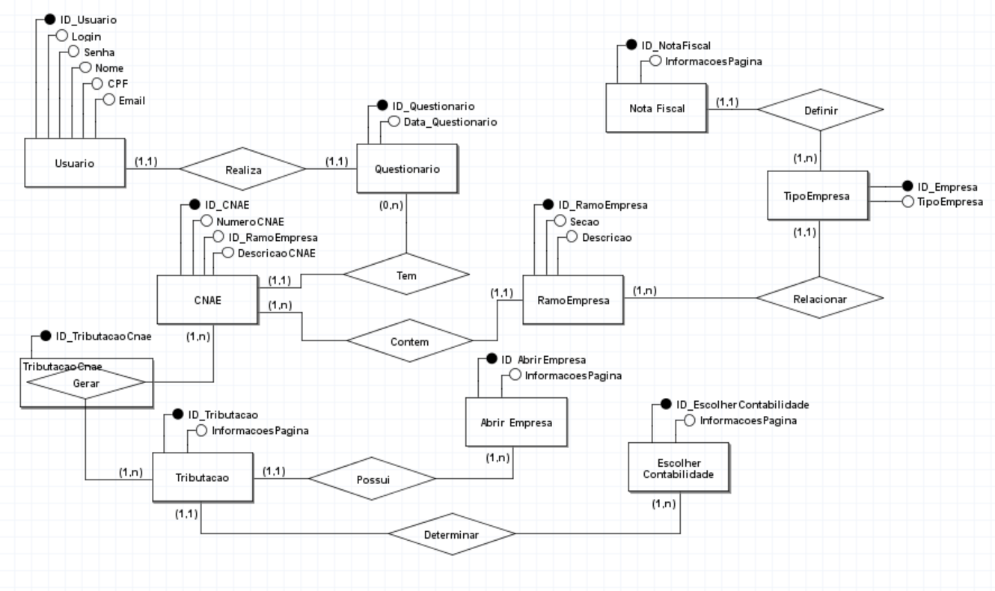 ID_Usuario
Login
Senha
Nome
CPF
Email
Usuario
(1,1)
Realiza
(1,1)
ID_Questionario
Data_Questionario
Questionario
(0,n)
ID_NotaFiscal
InformacoesPagina
Nota Fiscal
(1,1)
Definir
(1,n)
TipoEmpresa
ID_Empresa
TipoEmpresa
(1,1)
ID_CNAE
NumeroCNAE
ID_RamoEmpresa
DescricaoCNAE
CNAE
(1,1)
Tem
(1,n)
Contem
(1,1)
ID_RamoEmpresa
Secao
Descricao
RamoEmpresa
(1,n)
Relacionar
(1,n)
ID_TributacaoCnae
TributacaoCnae
Gerar
(1,n)
ID_Tributacao
InformacoesPagina
Tributacao
(1,1)
Possui
ID AbrirEmpresa
InformacoesPagina
Abrir Empresa
(1,n)
(1,1)
Determinar
ID_EscolherContabilidade
InformacoesPagina
Escolher
Contabilidade
(1,n)